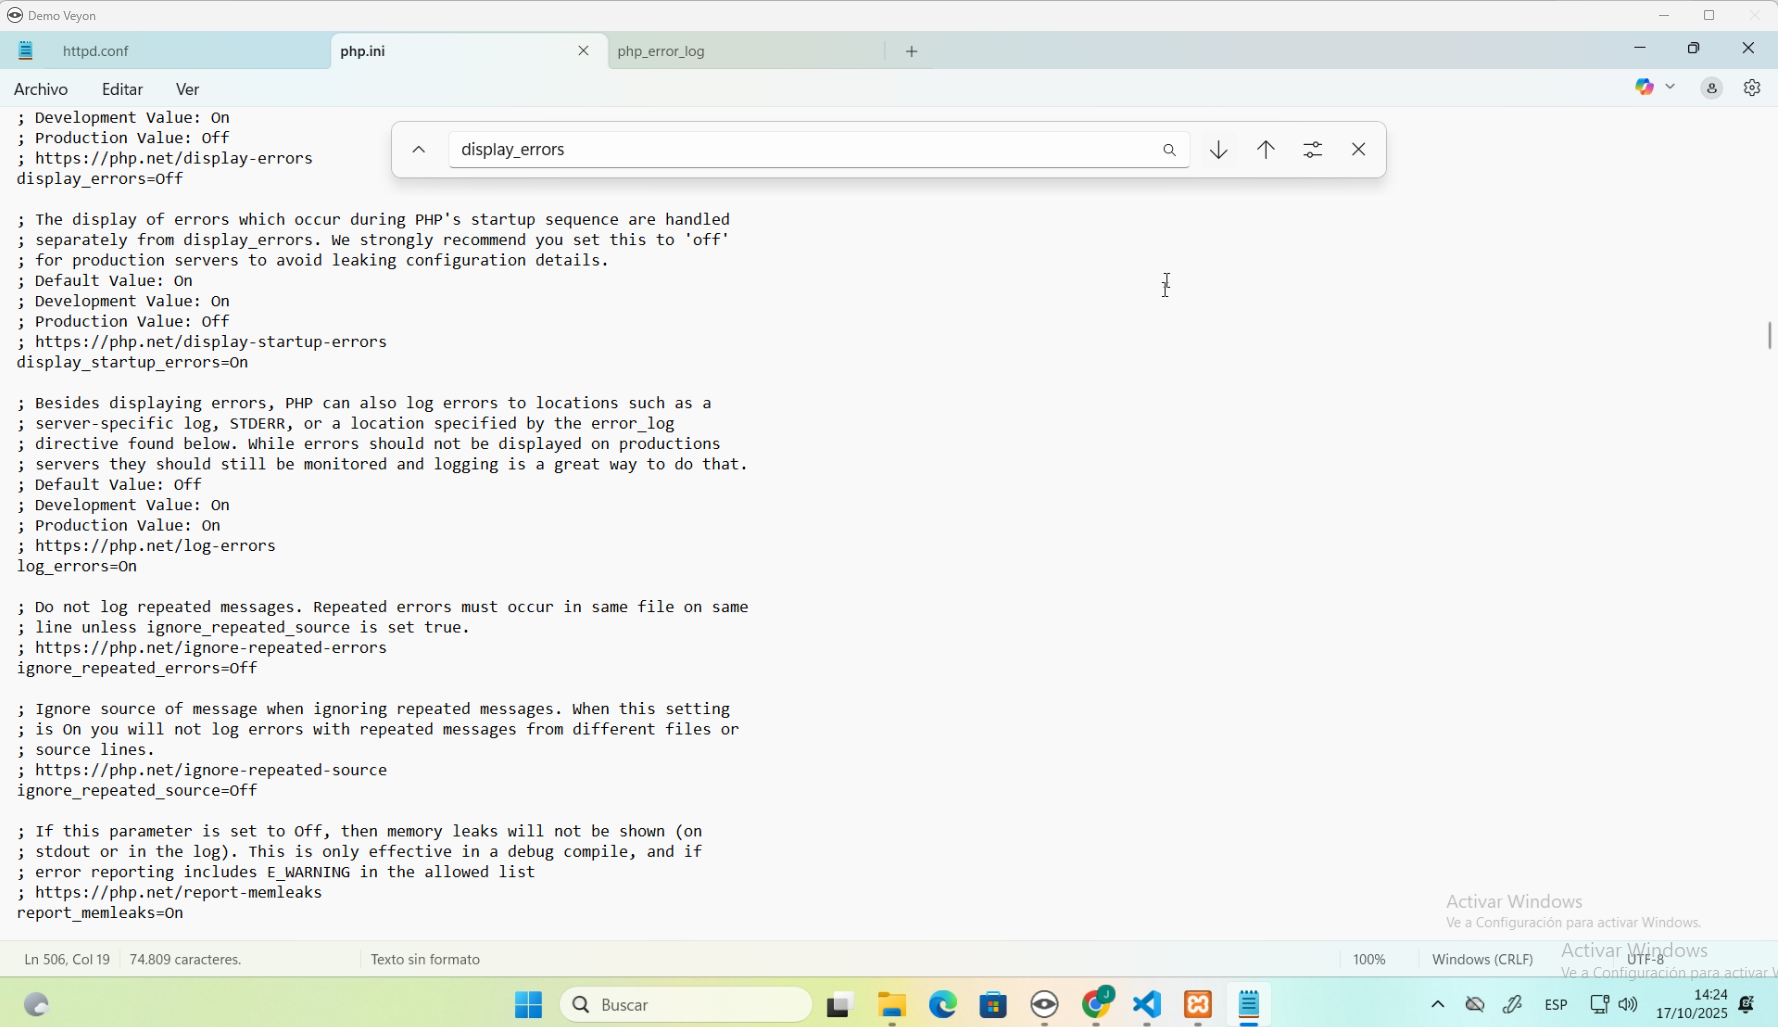 Demo Veyon
httpd.conf
php.ini
php_error_log
Archivo
Editar
Ver
; Development Value: On
; Production Value: Off
; https://php.net/display-errors
display_errors=Off
display_errors
; The display of errors which occur during PHP's startup sequence are handled
; separately from display_errors. We strongly recommend you set this to 'off'
; for production servers to avoid leaking configuration details.
; Default Value: On
; Development Value: On
; Production Value: Off
; https://php.net/display-startup-errors
display_startup_errors=On
; Besides displaying errors, PHP can also log errors to locations such as a
; server-specific log, STDERR, or a location specified by the error_log
; directive found below. While errors should not be displayed on productions
; servers they should still be monitored and logging is a great way to do that.
; Default Value: Off
; Development Value: On
; Production Value: On
; https://php.net/log-errors
log_errors=On
; Do not log repeated messages. Repeated errors must occur in same file on same
; line unless ignore_repeated_source is set true.
; https://php.net/ignore-repeated-errors
ignore_repeated_errors=Off
; Ignore source of message when ignoring repeated messages. When this setting
; is On you will not log errors with repeated messages from different files or
; source lines.
; https://php.net/ignore-repeated-source
ignore_repeated_source=Off
; If this parameter is set to Off, then memory leaks will not be shown (on
; stdout or in the log). This is only effective in a debug compile, and if
; error reporting includes E_WARNING in the allowed list
; https://php.net/report-memleaks
report_memleaks=On
Activar Windows
Ve a Configuración para activar Windows.
Ln 506, Col 19
74.809 caracteres.
Texto sin formato
100%
Windows (CRLF)
UTF-8
Activar Windows
Ve a Configuración para activar
Buscar
J
ESP
14:24
17/10/2025